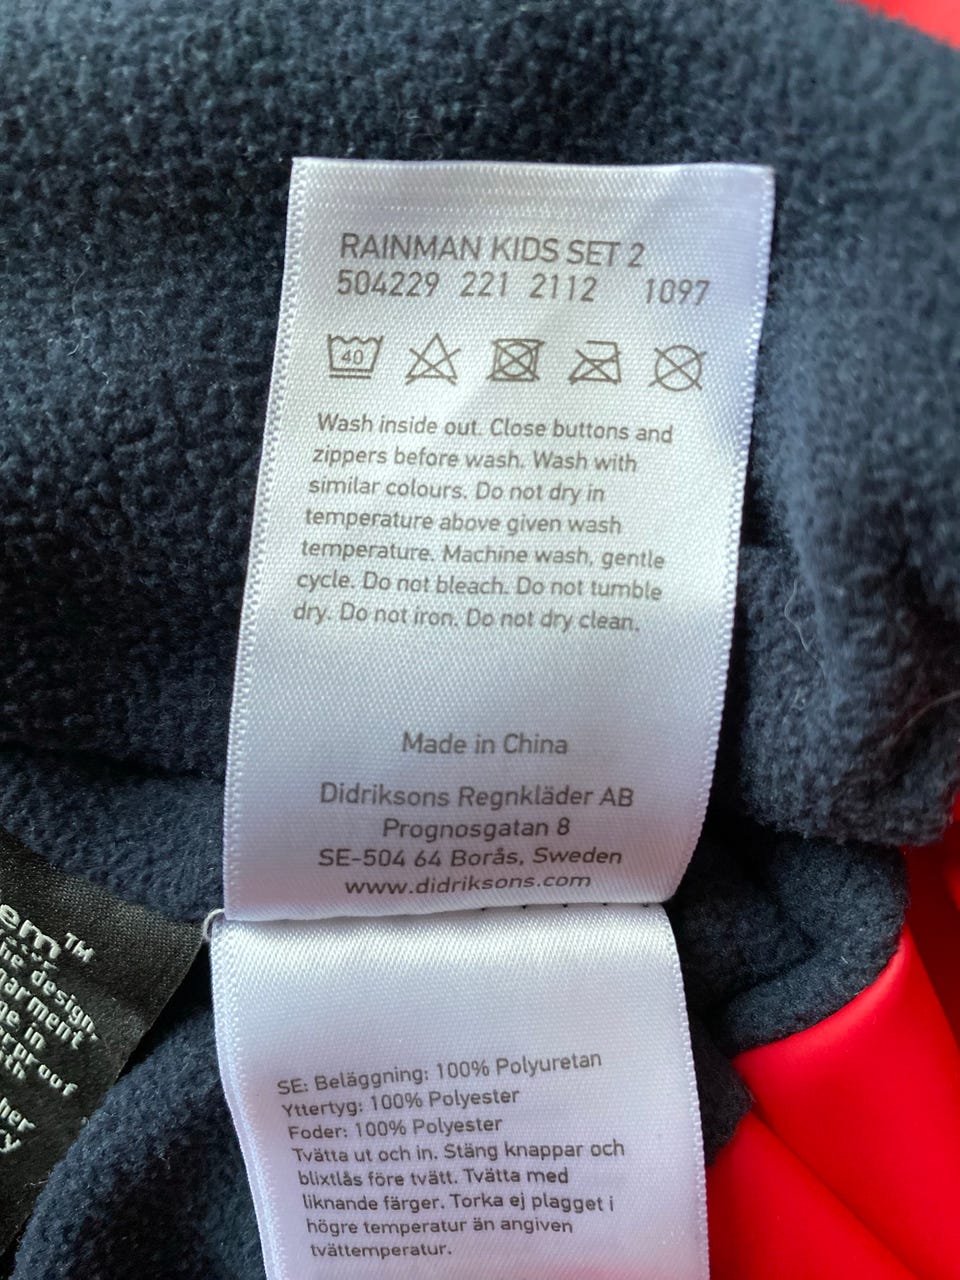 RAINMAN KIDS SET 2
504229 221 2112 1097
40
Wash inside out. Close buttons and
zippers before wash. Wash with
similar colours. Do not dry in
temperature above given wash
temperature. Machine wash, gentle
cycle. Do not bleach. Do not tumble
dry. Do not iron. Do not dry clean.
Made in China
Didriksons Regnkläder AB
Prognosgatan 8
SE-504 64 Borås, Sweden
www.didriksons.com
SE: Beläggning: 100% Polyuretan
Yttertyg: 100% Polyester
Foder: 100% Polyester
Tvätta ut och in. Stäng knappar och
blixtlås före tvätt. Tvätta med
liknande färger. Torka ej plagget i
högre temperatur än angiven
tvättemperatur.
em™
design.
garment
in